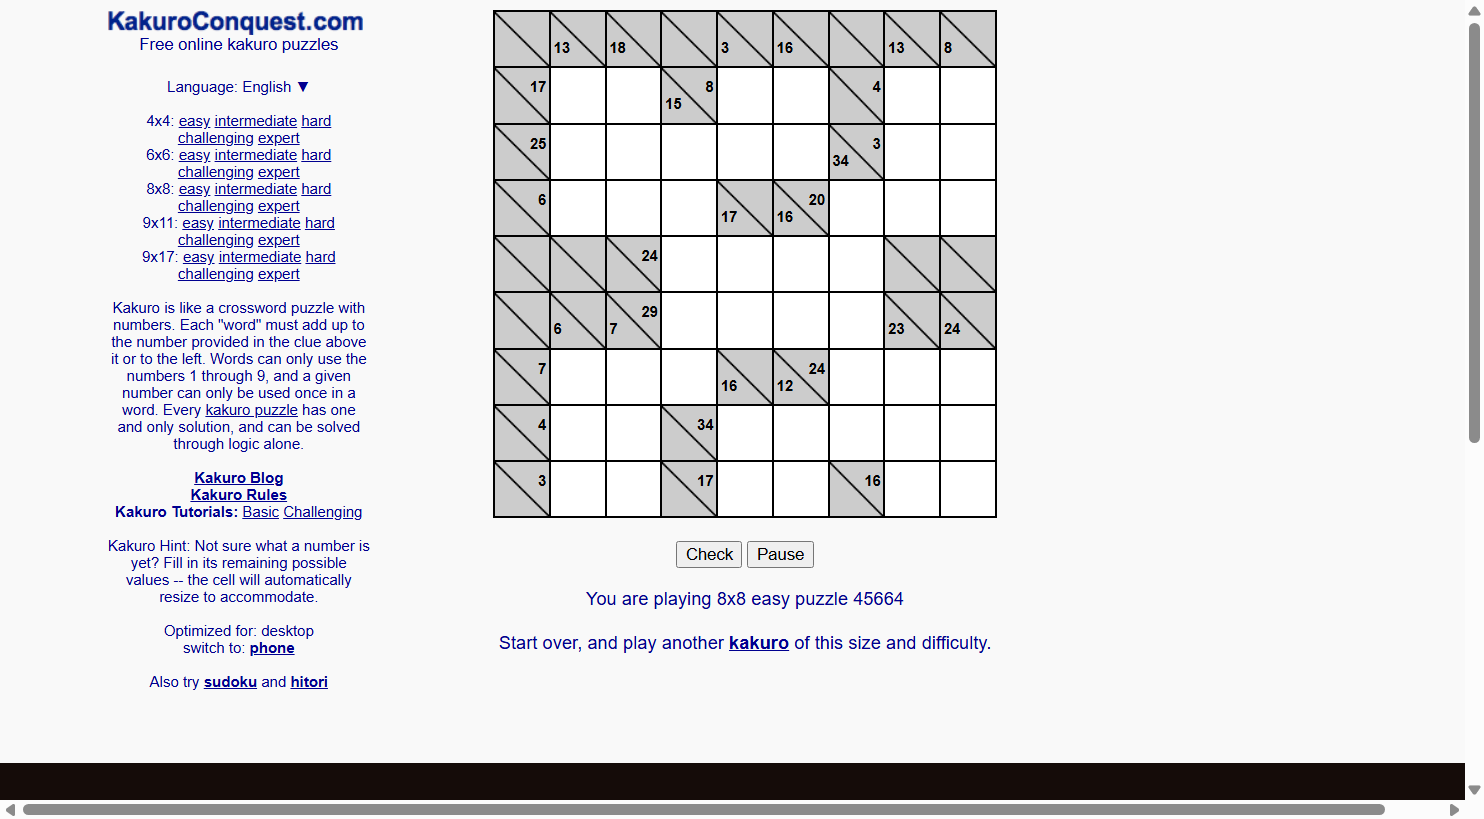 KakuroConquest.com
Free online kakuro puzzles
Language: English ▼
4x4: easy intermediate hard
challenging expert
6x6: easy intermediate hard
challenging expert
8x8: easy intermediate hard
challenging expert
9x11: easy intermediate hard
challenging expert
9x17: easy intermediate hard
challenging expert
Kakuro is like a crossword puzzle with
numbers. Each "word" must add up to
the number provided in the clue above
it or to the left. Words can only use the
numbers 1 through 9, and a given
number can only be used once in a
word. Every kakuro puzzle has one
and only solution, and can be solved
through logic alone.
Kakuro Blog
Kakuro Rules
Kakuro Tutorials: Basic Challenging
Kakuro Hint: Not sure what a number is
yet? Fill in its remaining possible
values -- the cell will automatically
resize to accommodate.
Optimized for: desktop
switch to: phone
Also try sudoku and hitori
13 18 3 16 13 8
17 15 8 4
25 34 3
6 17 16 20
24
6 7 29 23 24
7 16 12 24
4 34
3 17 16
Check Pause
You are playing 8x8 easy puzzle 45664
Start over, and play another kakuro of this size and difficulty.